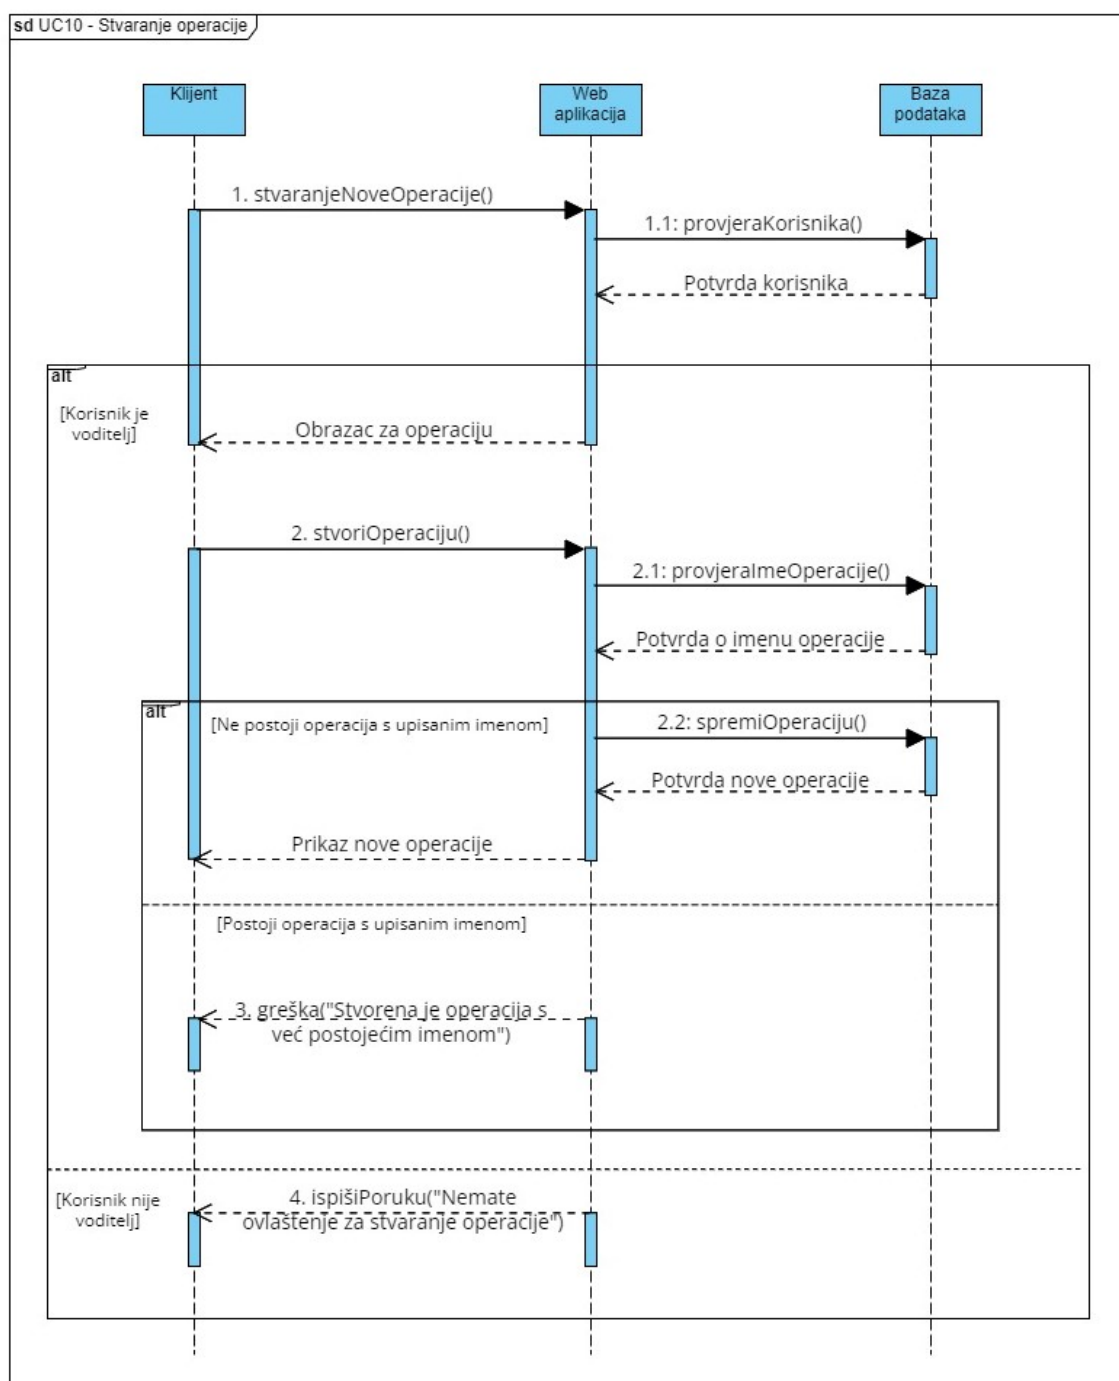 sd UC10 - Stvaranje operacije
Klijent
Web
aplikacija
Baza
podataka
1. stvaranjeNoveOperacije()
1.1: provjeraKorisnika()
Potvrda korisnika
alt
[Korisnik je
voditelj]
Obrazac za operaciju
2. stvoriOperaciju()
2.1: provjeraImeOperacije()
Potvrda o imenu operacije
alt
[Ne postoji operacija s upisanim imenom]
2.2: spremiOperaciju()
Potvrda nove operacije
Prikaz nove operacije
[Postoji operacija s upisanim imenom]
3. greška("Stvorena je operacija s
već postojećim imenom")
[Korisnik nije
voditelj]
4. ispišiPoruku("Nemate
ovlaštenje za stvaranje operacije")